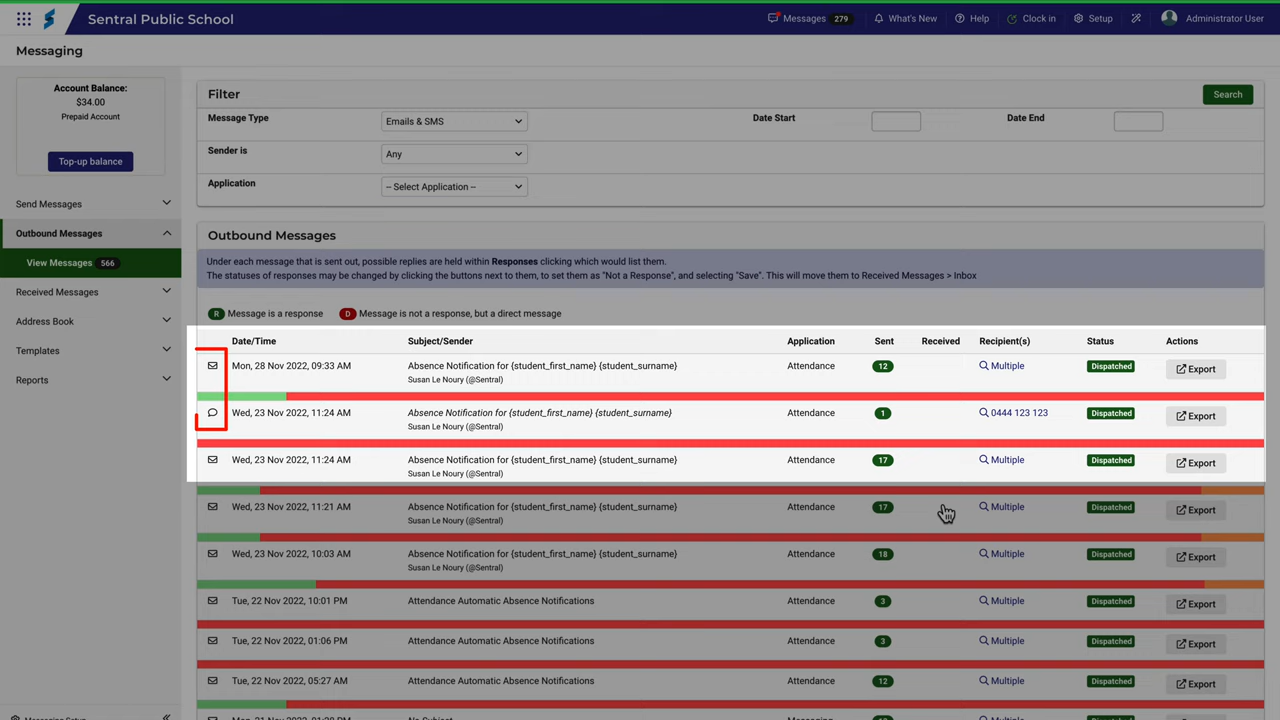 Sentral Public School
Messages 279
What's New
Help
Clock in
Setup
Administrator User
Messaging
Account Balance:
$34.00
Prepaid Account
Top-up balance
Send Messages
Outbound Messages
View Messages 566
Received Messages
Address Book
Templates
Reports
Filter
Search
Message Type Emails & SMS Date Start Date End
Sender is Any
Application -- Select Application --
Outbound Messages
Under each message that is sent out, possible replies are held within Responses clicking which would list them.
The statuses of responses may be changed by clicking the buttons next to them, to set them as "Not a Response", and selecting "Save". This will move them to Received Messages > Inbox
R Message is a response D Message is not a response, but a direct message
Date/Time Subject/Sender Application Sent Received Recipient(s) Status Actions
Mon, 28 Nov 2022, 09:33 AM Absence Notification for {student_first_name} {student_surname} Attendance 12 Multiple Dispatched Export
Susan Le Noury (@Sentral)
Wed, 23 Nov 2022, 11:24 AM Absence Notification for {student_first_name} {student_surname} Attendance 1 0444 123 123 Dispatched Export
Susan Le Noury (@Sentral)
Wed, 23 Nov 2022, 11:24 AM Absence Notification for {student_first_name} {student_surname} Attendance 17 Multiple Dispatched Export
Susan Le Noury (@Sentral)
Wed, 23 Nov 2022, 11:21 AM Absence Notification for {student_first_name} {student_surname} Attendance 17 Multiple Dispatched Export
Susan Le Noury (@Sentral)
Wed, 23 Nov 2022, 10:03 AM Absence Notification for {student_first_name} {student_surname} Attendance 18 Multiple Dispatched Export
Susan Le Noury (@Sentral)
Tue, 22 Nov 2022, 10:01 PM Attendance Automatic Absence Notifications Attendance 3 Multiple Dispatched Export
Tue, 22 Nov 2022, 01:06 PM Attendance Automatic Absence Notifications Attendance 3 Multiple Dispatched Export
Tue, 22 Nov 2022, 05:27 AM Attendance Automatic Absence Notifications Attendance 12 Multiple Dispatched Export